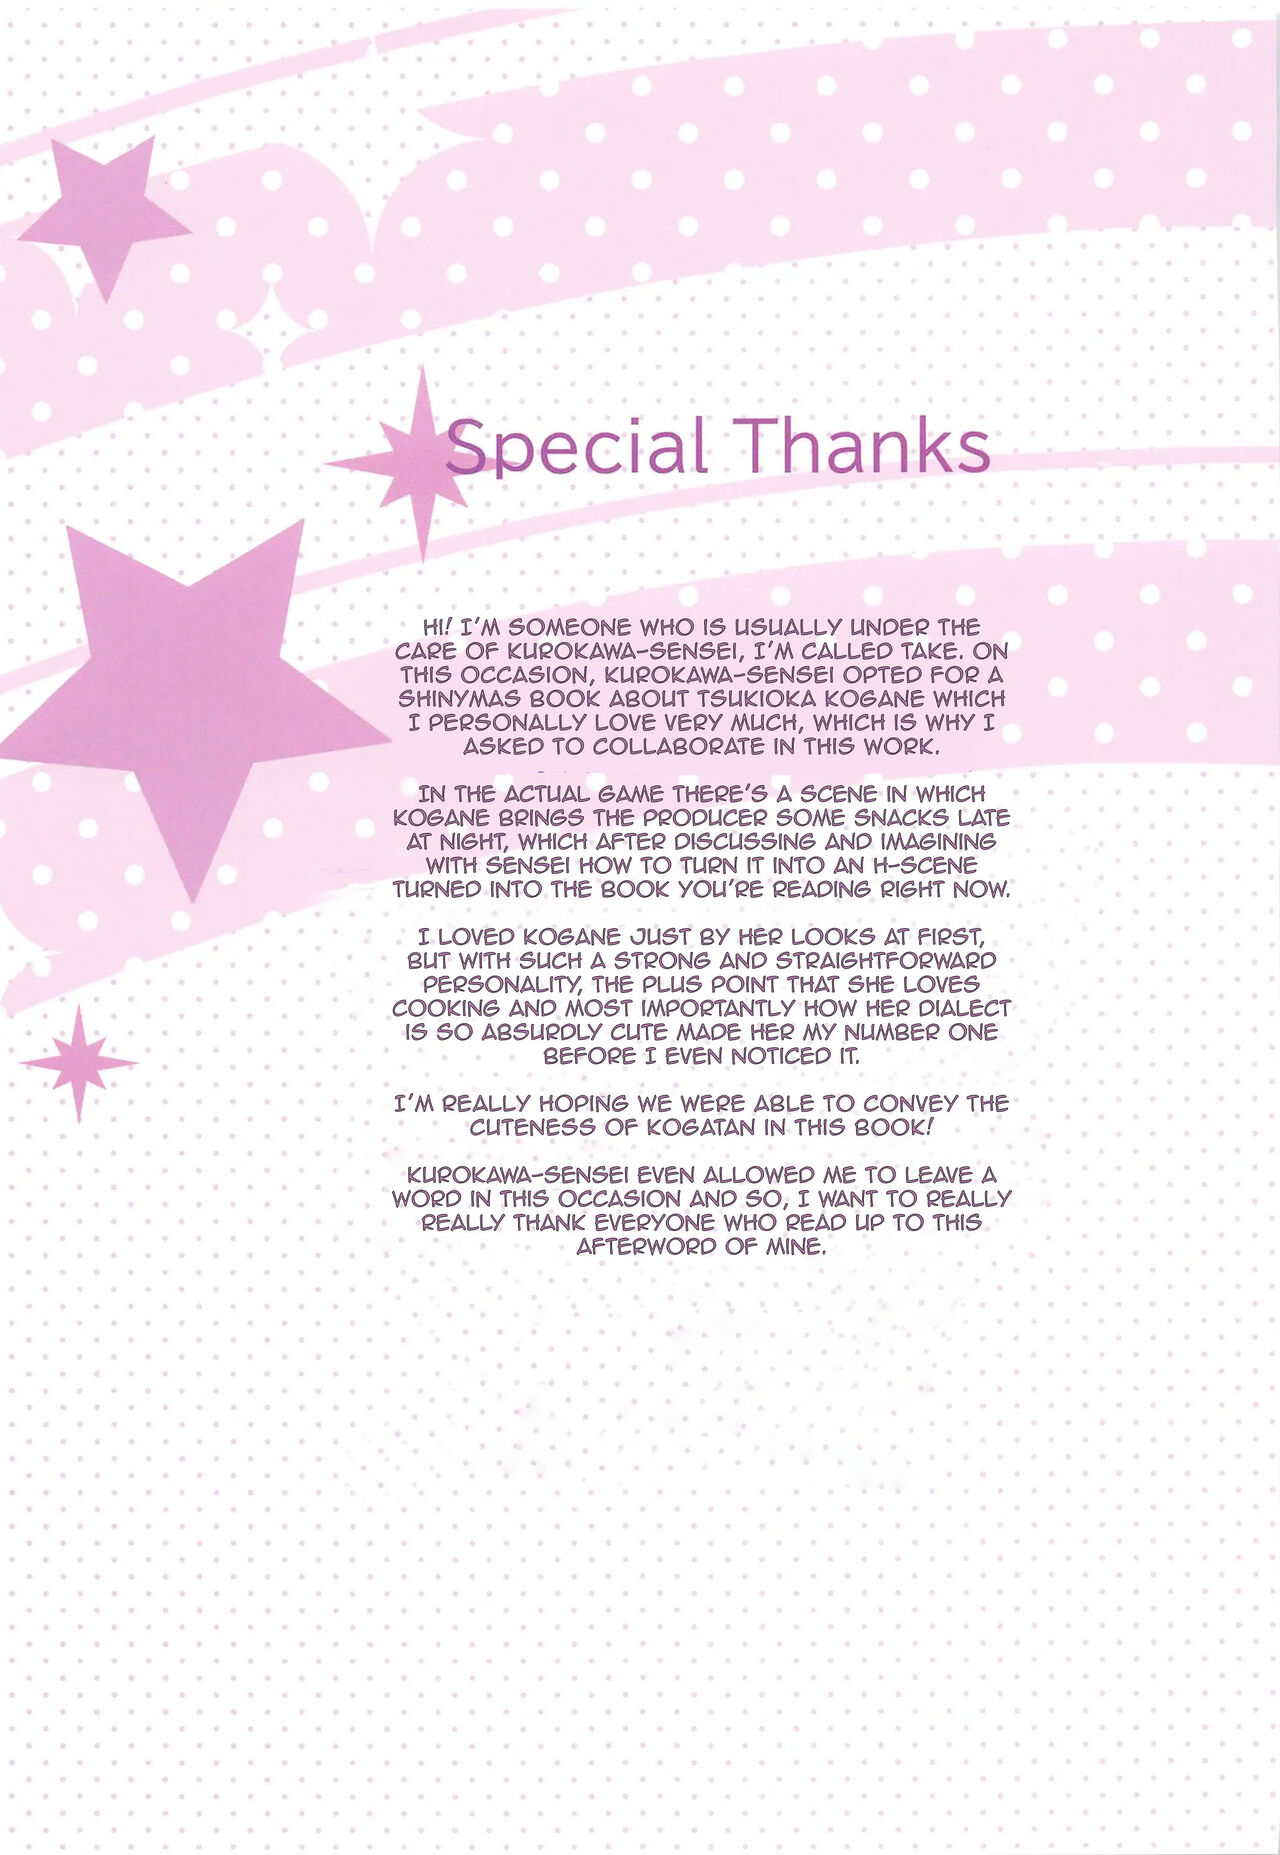 Special Thanks
HI! I'M SOMEONE WHO IS USUALLY UNDER THE
CARE OF KUROKAWA-SENSEI, I'M CALLED TAKE. ON
THIS OCCASION, KUROKAWA-SENSEI OPTED FOR A
SHINYMAS BOOK ABOUT TSUKIOKA KOGANE WHICH
I PERSONALLY LOVE VERY MUCH, WHICH IS WHY I
ASKED TO COLLABORATE IN THIS WORK.
IN THE ACTUAL GAME THERE'S A SCENE IN WHICH
KOGANE BRINGS THE PRODUCER SOME SNACKS LATE
AT NIGHT, WHICH AFTER DISCUSSING AND IMAGINING
WITH SENSEI HOW TO TURN IT INTO AN H-SCENE
TURNED INTO THE BOOK YOU'RE READING RIGHT NOW.
I LOVED KOGANE JUST BY HER LOOKS AT FIRST,
BUT WITH SUCH A STRONG AND STRAIGHTFORWARD
PERSONALITY, THE PLUS POINT THAT SHE LOVES
COOKING AND MOST IMPORTANTLY HOW HER DIALECT
IS SO ABSURDLY CUTE MADE HER MY NUMBER ONE
BEFORE I EVEN NOTICED IT.
I'M REALLY HOPING WE WERE ABLE TO CONVEY THE
CUTENESS OF KOGATAN IN THIS BOOK!
KUROKAWA-SENSEI EVEN ALLOWED ME TO LEAVE A
WORD IN THIS OCCASION AND SO, I WANT TO REALLY
REALLY THANK EVERYONE WHO READ UP TO THIS
AFTERWORD OF MINE.